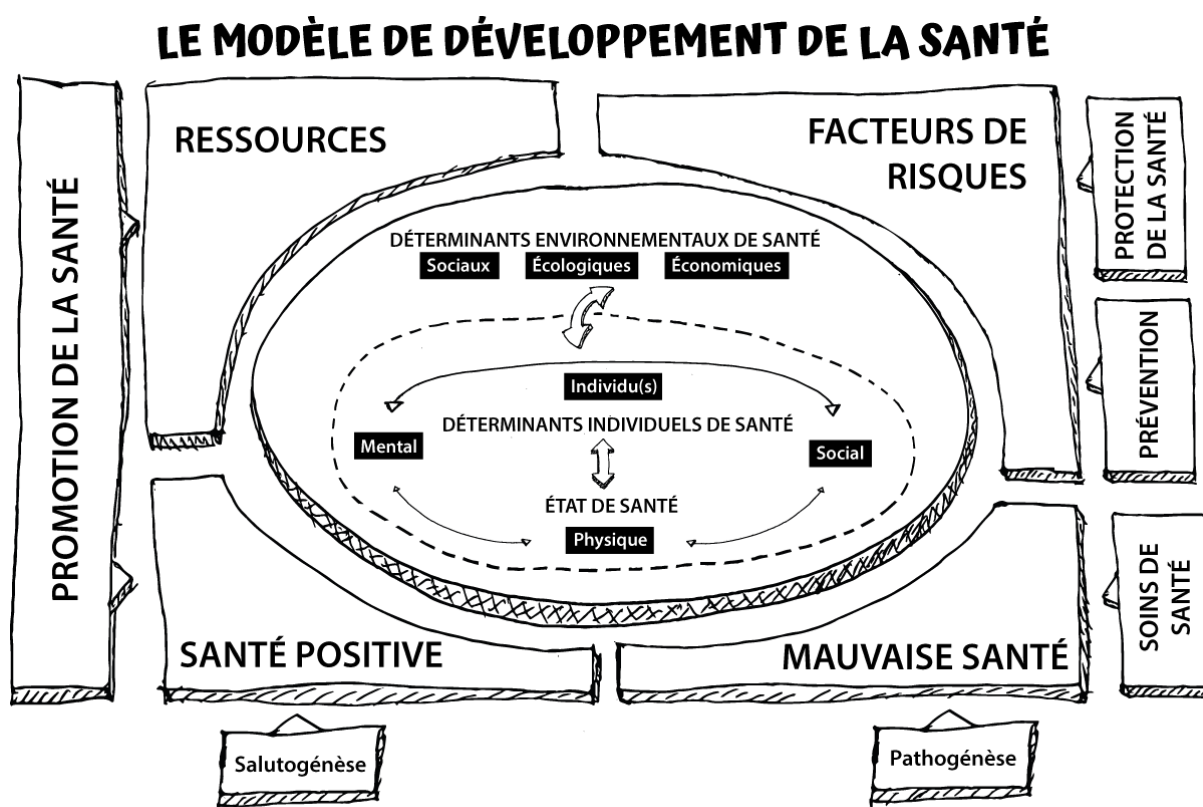 LE MODÈLE DE DÉVELOPPEMENT DE LA SANTÉ
PROMOTION DE LA SANTÉ
RESSOURCES
FACTEURS DE
RISQUES
PROTECTION
DE LA SANTÉ
PRÉVENTION
SOINS DE
SANTÉ
DÉTERMINANTS ENVIRONNEMENTAUX DE SANTÉ
Sociaux
Écologiques
Économiques
Individu(s)
DÉTERMINANTS INDIVIDUELS DE SANTÉ
Mental
Social
ÉTAT DE SANTÉ
Physique
SANTÉ POSITIVE
MAUVAISE SANTÉ
Salutogénèse
Pathogénèse